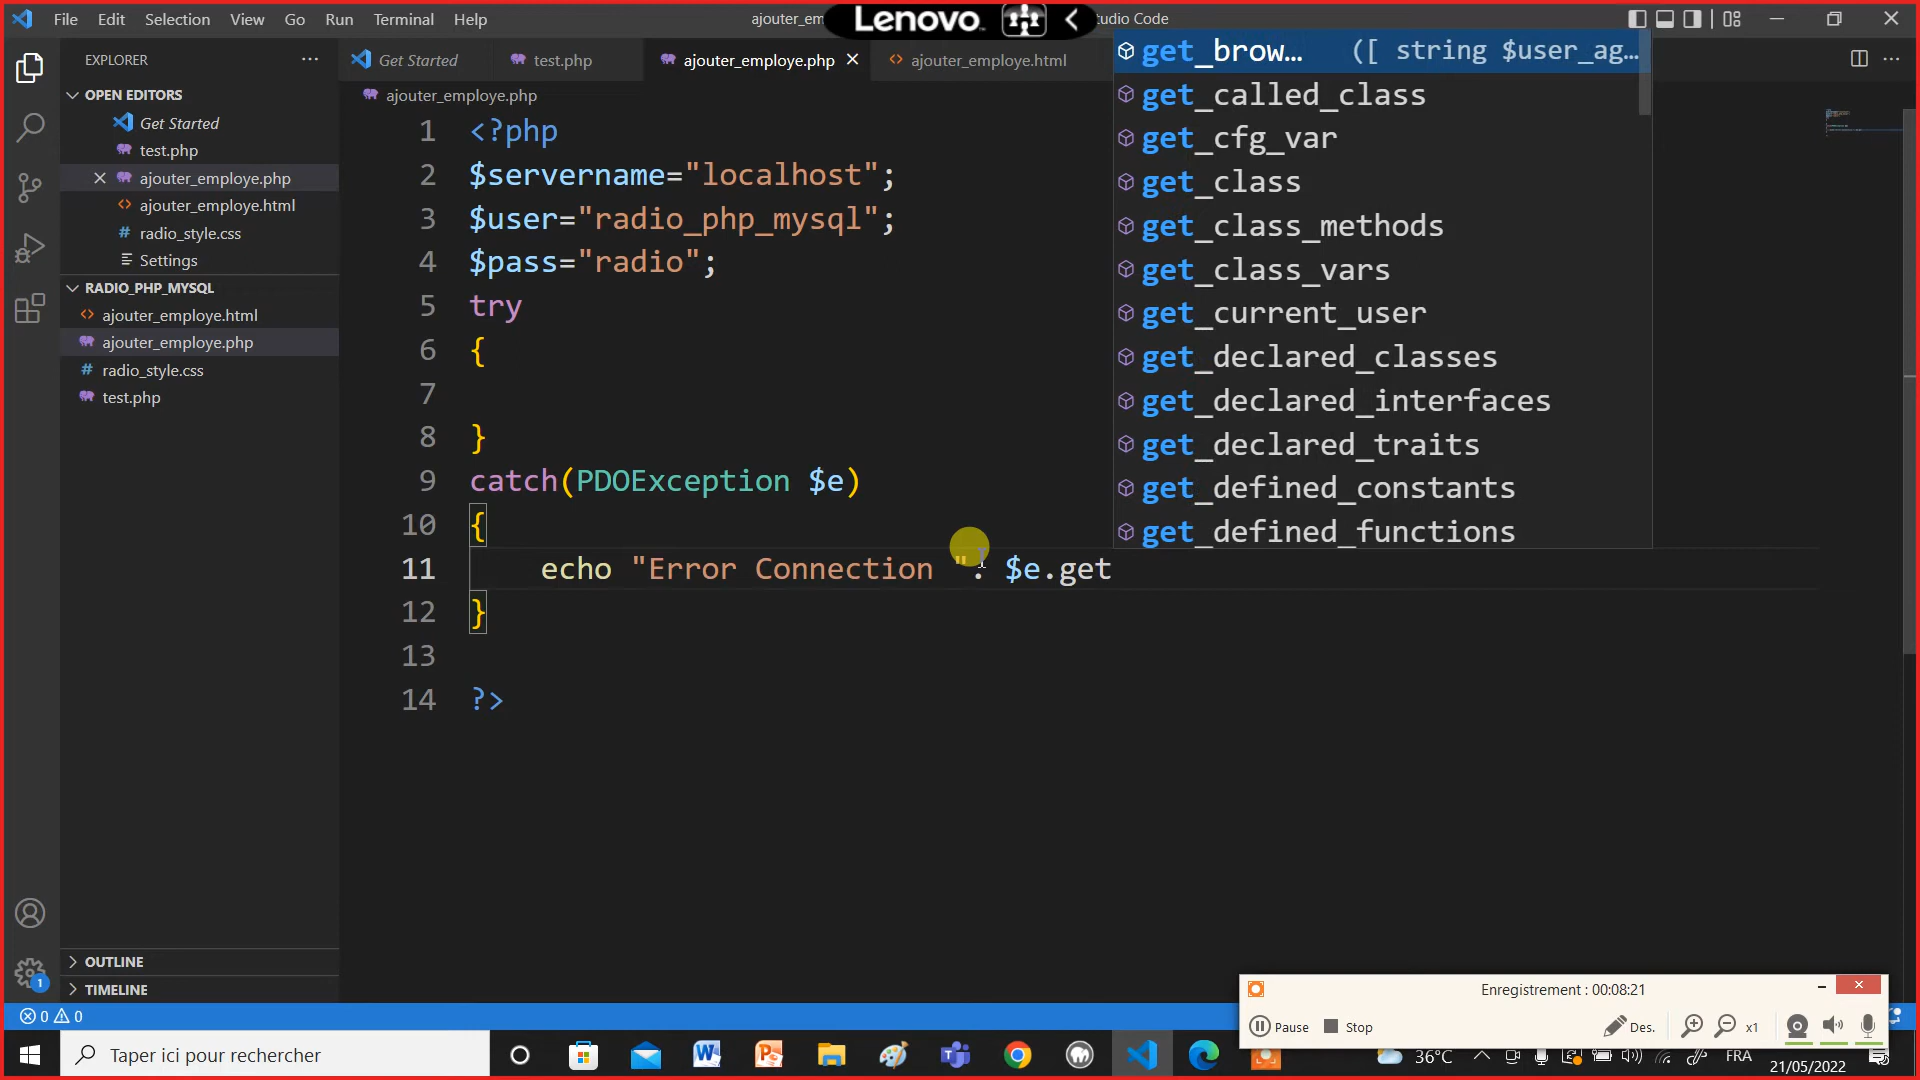 File Edit Selection View Go Run Terminal Help
ajouter_em
Lenovo
tudio Code
EXPLORER
OPEN EDITORS
Get Started
test.php
ajouter_employe.php
ajouter_employe.html
radio_style.css
Settings
RADIO_PHP_MYSQL
ajouter_employe.html
ajouter_employe.php
radio_style.css
test.php
OUTLINE
TIMELINE
Get Started
test.php
ajouter_employe.php
ajouter_employe.html
ajouter_employe.php
1 <?php
2 $servername="localhost";
3 $user="radio_php_mysql";
4 $pass="radio";
5 try
6 {
7
8 }
9 catch(PDOException $e)
10 {
11 echo "Error Connection ". $e.get
12 }
13
14 ?>
get_brow... ([ string $user_ag...
get_called_class
get_cfg_var
get_class
get_class_methods
get_class_vars
get_current_user
get_declared_classes
get_declared_interfaces
get_declared_traits
get_defined_constants
get_defined_functions
1
0 0
Enregistrement : 00:08:21
Pause Stop Des. x1
Taper ici pour rechercher
36°C
FRA
21/05/2022